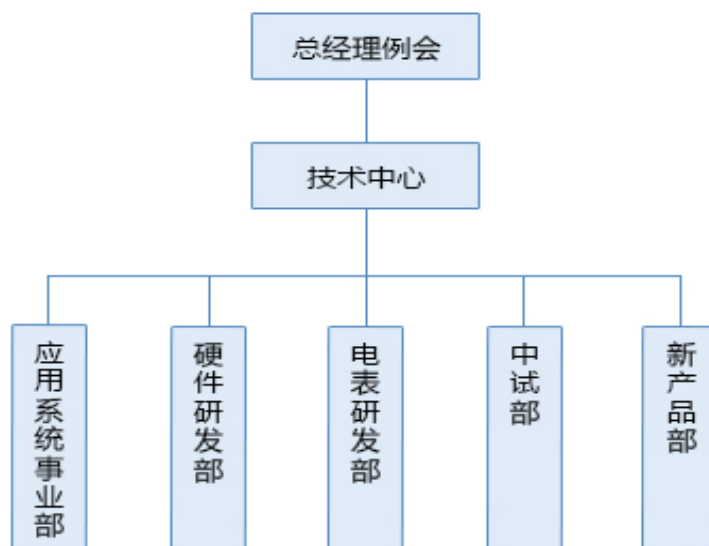 总经理例会
技术中心
应用系统事业部
硬件研发部
电表研发部
中试部
新产品部